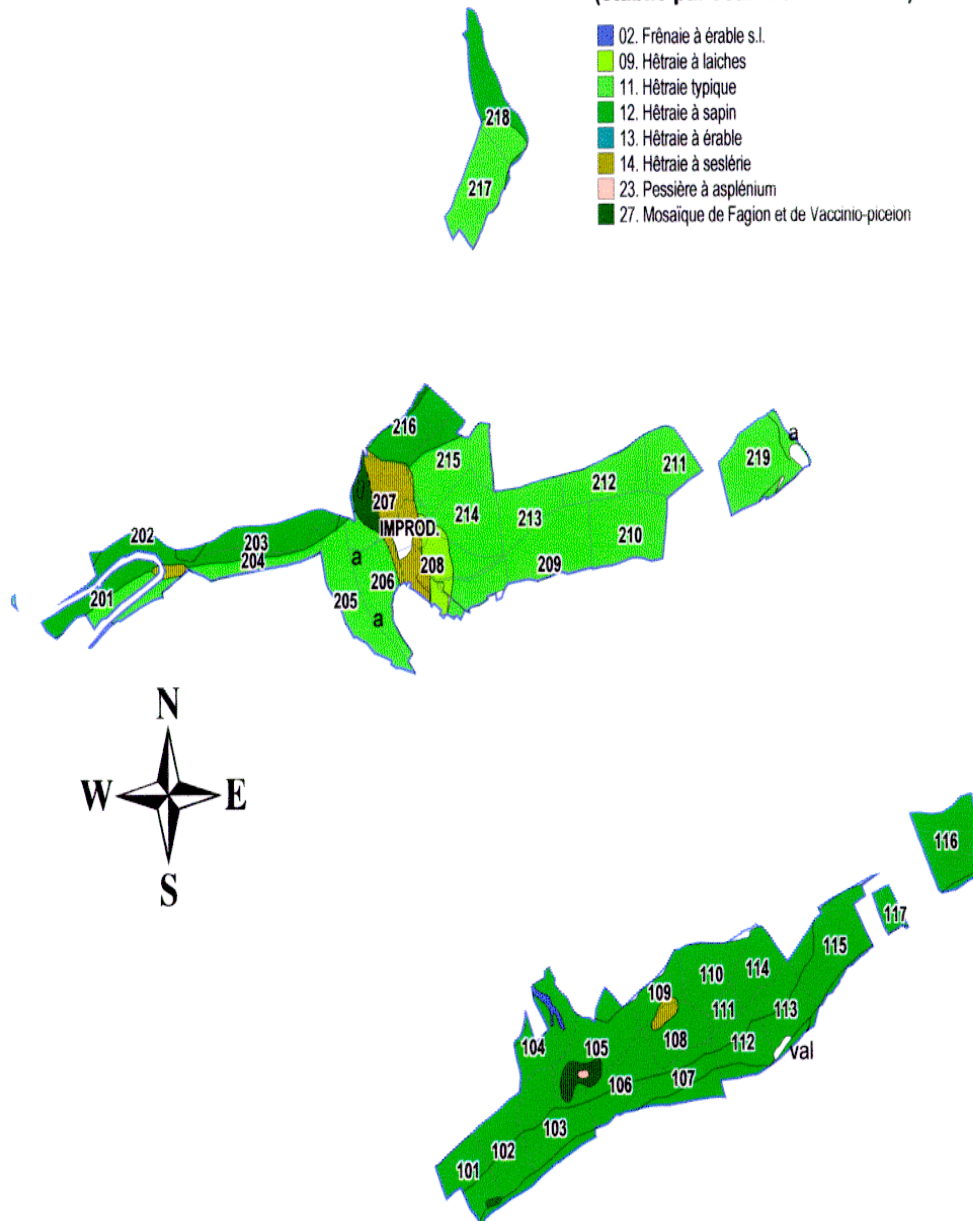 02. Frênaie à érable s.l.
09. Hêtraie à laiches
11. Hêtraie typique
12. Hêtraie à sapin
13. Hêtraie à érable
14. Hêtraie à seslérie
23. Pessière à asplénium
27. Mosaïque de Fagion et de Vaccinio-piceion
218
217
216
215
a
219
211
212
207
214
213
IMPROD.
210
202
203
204
a
206
208
209
201
205
a
N
W E
S
116
117
115
110
114
109
111
113
104
105
108
112
val
106
107
103
102
101